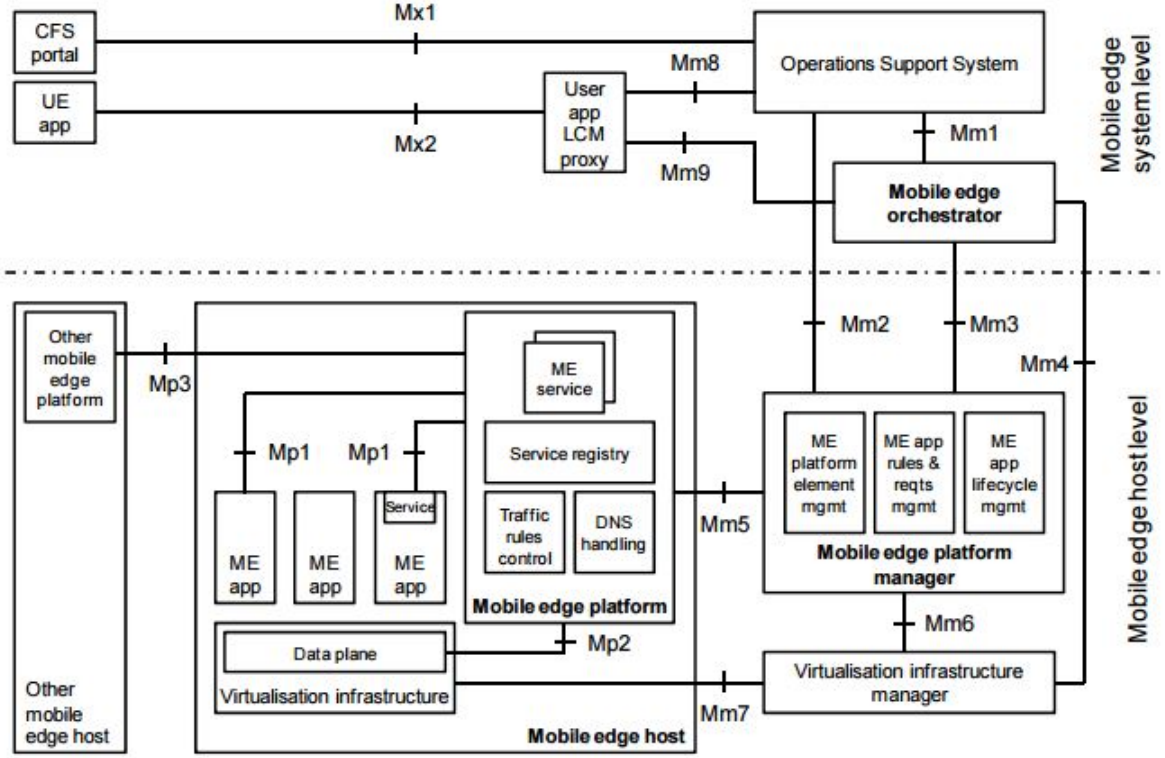 Mx1
CFS
portal
Operations Support System
Mm8
UE
app
Mx2
User
app
LCM
proxy
Mm9
Mm1
Mobile edge
orchestrator
Mobile edge
system level
Other
mobile
edge
platform
Mp3
ME
service
Mm2
Mm3
Mm4
Mp1
Mp1
Service registry
ME
platform
element
mgmt
ME app
rules &
reqts
mgmt
ME
app
lifecycle
mgmt
Mm5
Service
ME
app
ME
app
ME
app
Traffic
rules
control
DNS
handling
Mobile edge platform
Mobile edge platform
manager
Mobile edge host level
Mp2
Mm6
Data plane
Virtualisation infrastructure
Mm7
Virtualisation infrastructure
manager
Other
mobile
edge host
Mobile edge host